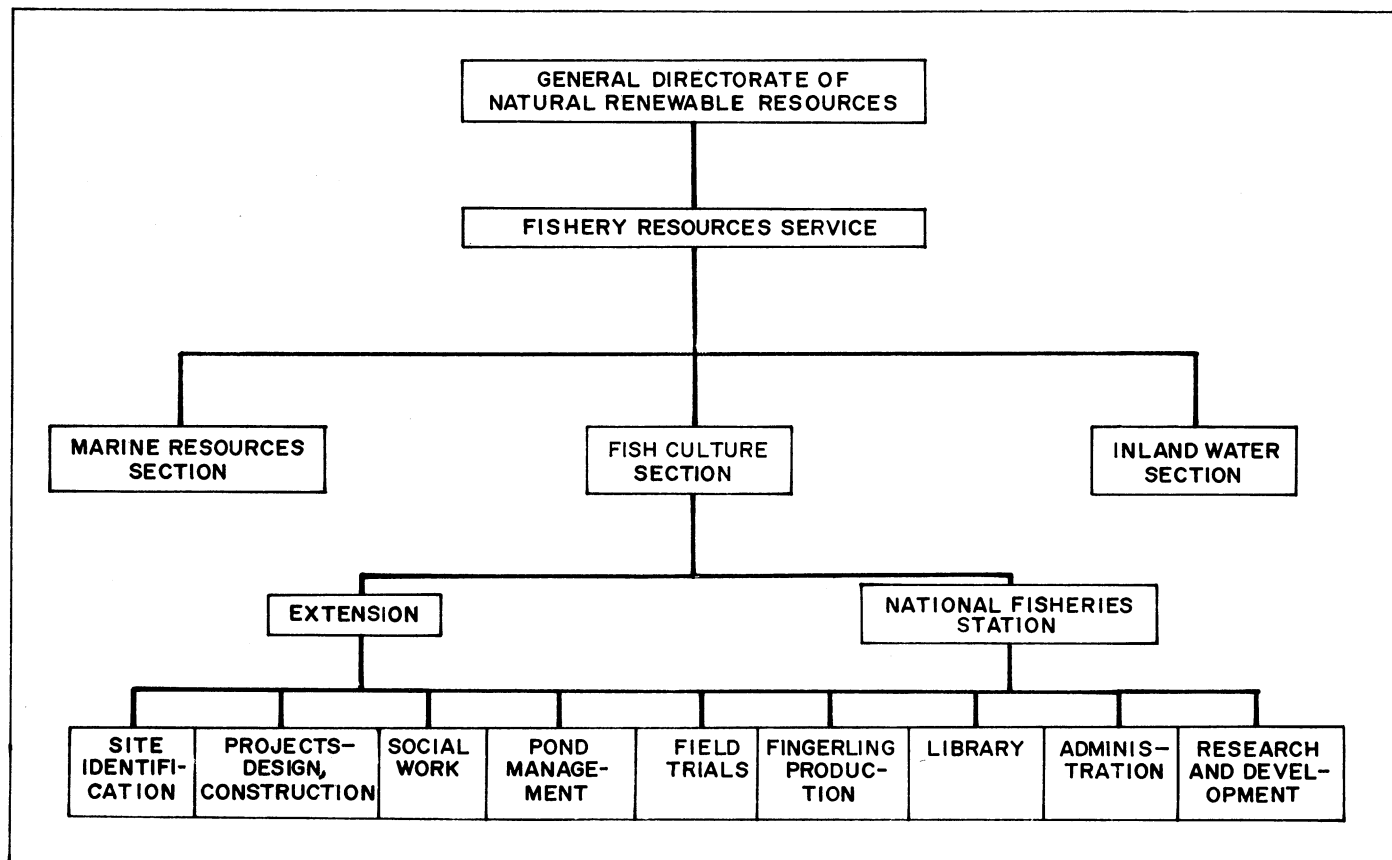 GENERAL DIRECTORATE OF
NATURAL RENEWABLE RESOURCES
FISHERY RESOURCES SERVICE
MARINE RESOURCES
SECTION
FISH CULTURE
SECTION
INLAND WATER
SECTION
EXTENSION
NATIONAL FISHERIES
STATION
SITE
IDENTIFI-
CATION
PROJECTS-
DESIGN,
CONSTRUCTION
SOCIAL
WORK
POND
MANAGE-
MENT
FIELD
TRIALS
FINGERLING
PRODUC-
TION
LIBRARY
ADMINIS-
TRATION
RESEARCH
AND DEVEL-
OPMENT